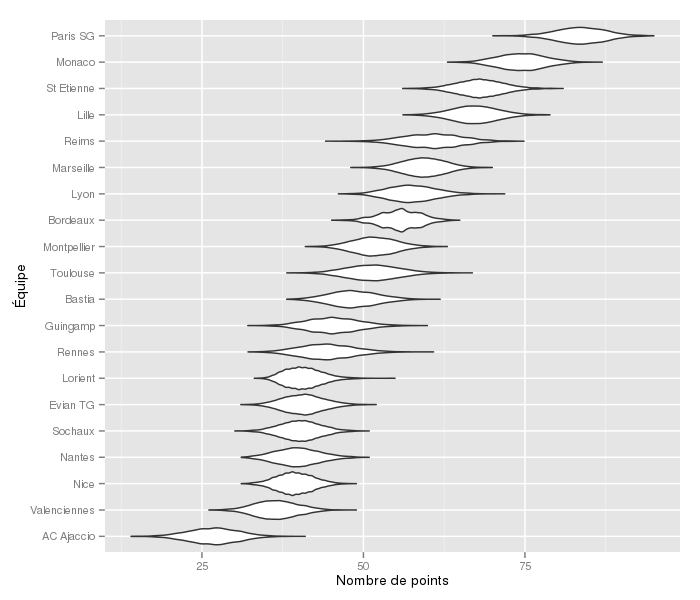 Paris SG
Monaco
St Etienne
Lille
Reims
Marseille
Lyon
Bordeaux
Montpellier
Toulouse
Bastia
Guingamp
Rennes
Lorient
Evian TG
Sochaux
Nantes
Nice
Valenciennes
AC Ajaccio
Équipe
25 50 75
Nombre de points